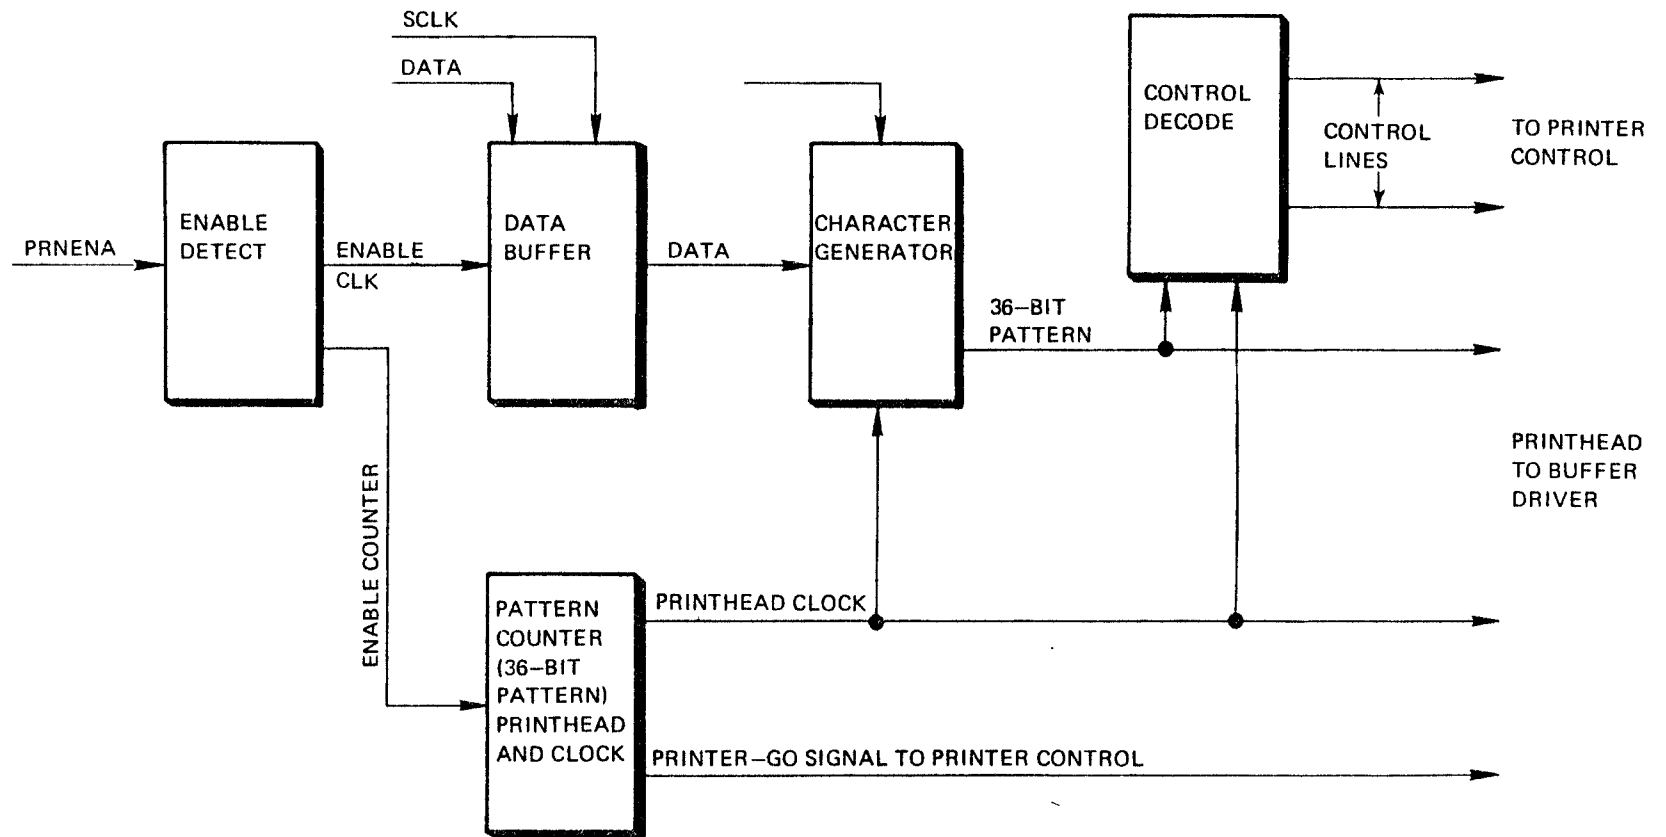 SCLK
DATA
PRNENA
ENABLE
DETECT
ENABLE
CLK
DATA
BUFFER
DATA
CHARACTER
GENERATOR
36-BIT
PATTERN
CONTROL
DECODE
CONTROL
LINES
TO PRINTER
CONTROL
PRINTHEAD
TO BUFFER
DRIVER
ENABLE COUNTER
PATTERN
COUNTER
(36-BIT
PATTERN)
PRINTHEAD
AND CLOCK
PRINTHEAD CLOCK
PRINTER-GO SIGNAL TO PRINTER CONTROL